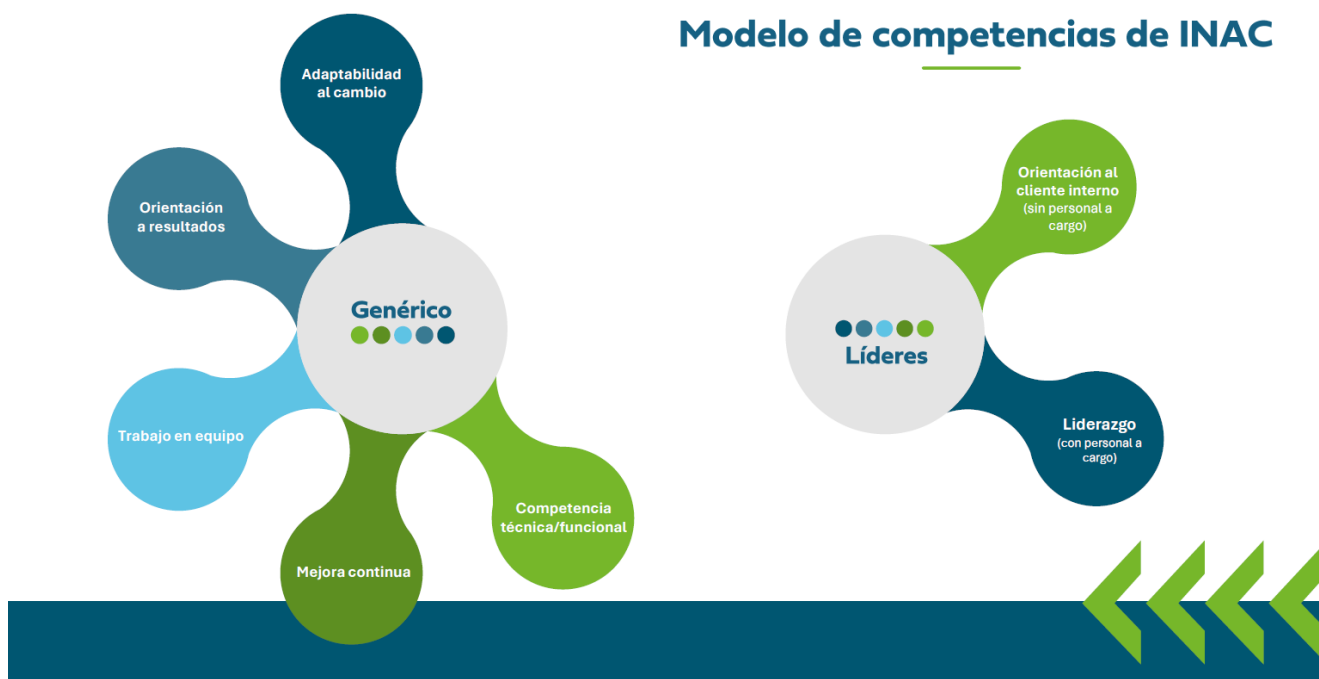 Modelo de competencias de INAC
Adaptabilidad
al cambio
Orientación
a resultados
Genérico
Trabajo en equipo
Mejora continua
Competencia
técnica/funcional
Orientación al
cliente interno
(sin personal a
cargo)
Líderes
Liderazgo
(con personal a
cargo)